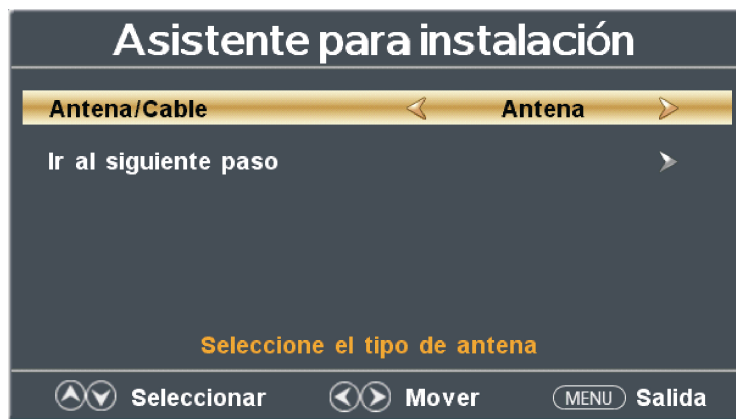 Asistente para instalación
Antena/Cable Antena
Ir al siguiente paso
Seleccione el tipo de antena
Seleccionar Mover MENU Salida